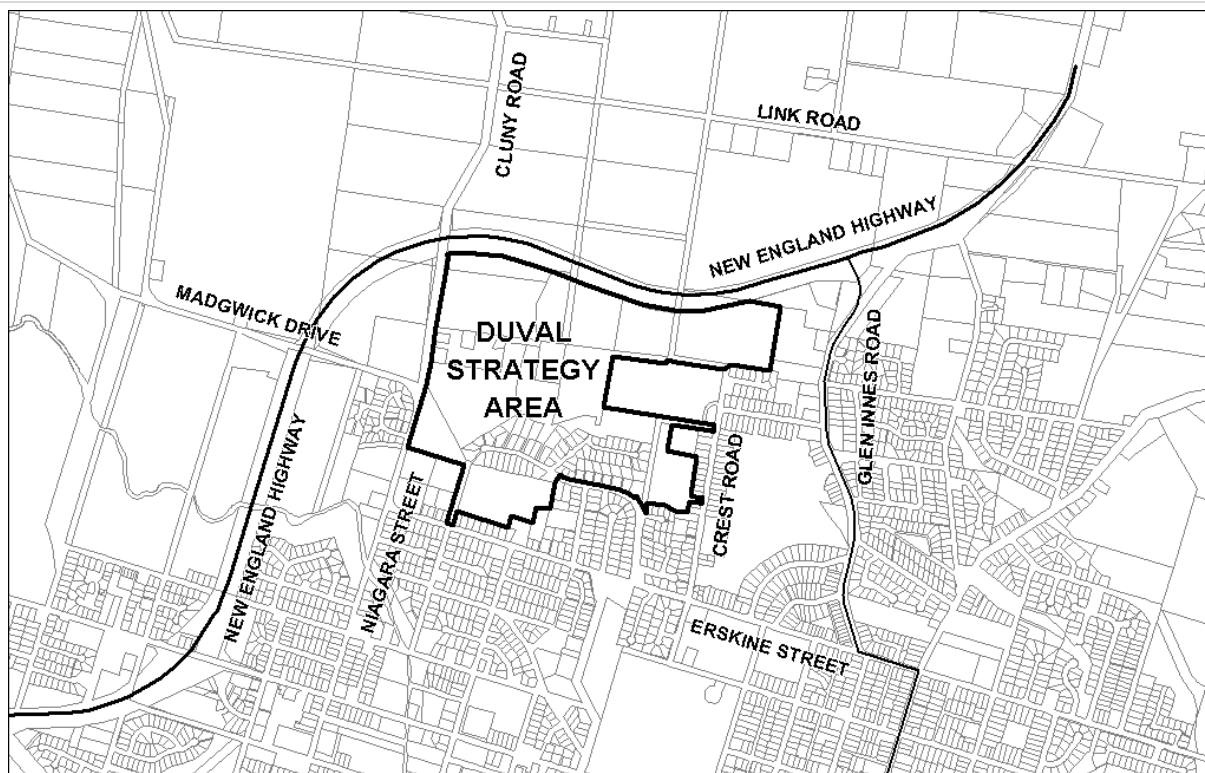 CLUNY ROAD
LINK ROAD
NEW ENGLAND HIGHWAY
MADGWICK DRIVE
DUVAL
STRATEGY
AREA
GLEN INNES ROAD
NEW ENGLAND HIGHWAY
NIAGARA STREET
CREST ROAD
ERSKINE STREET